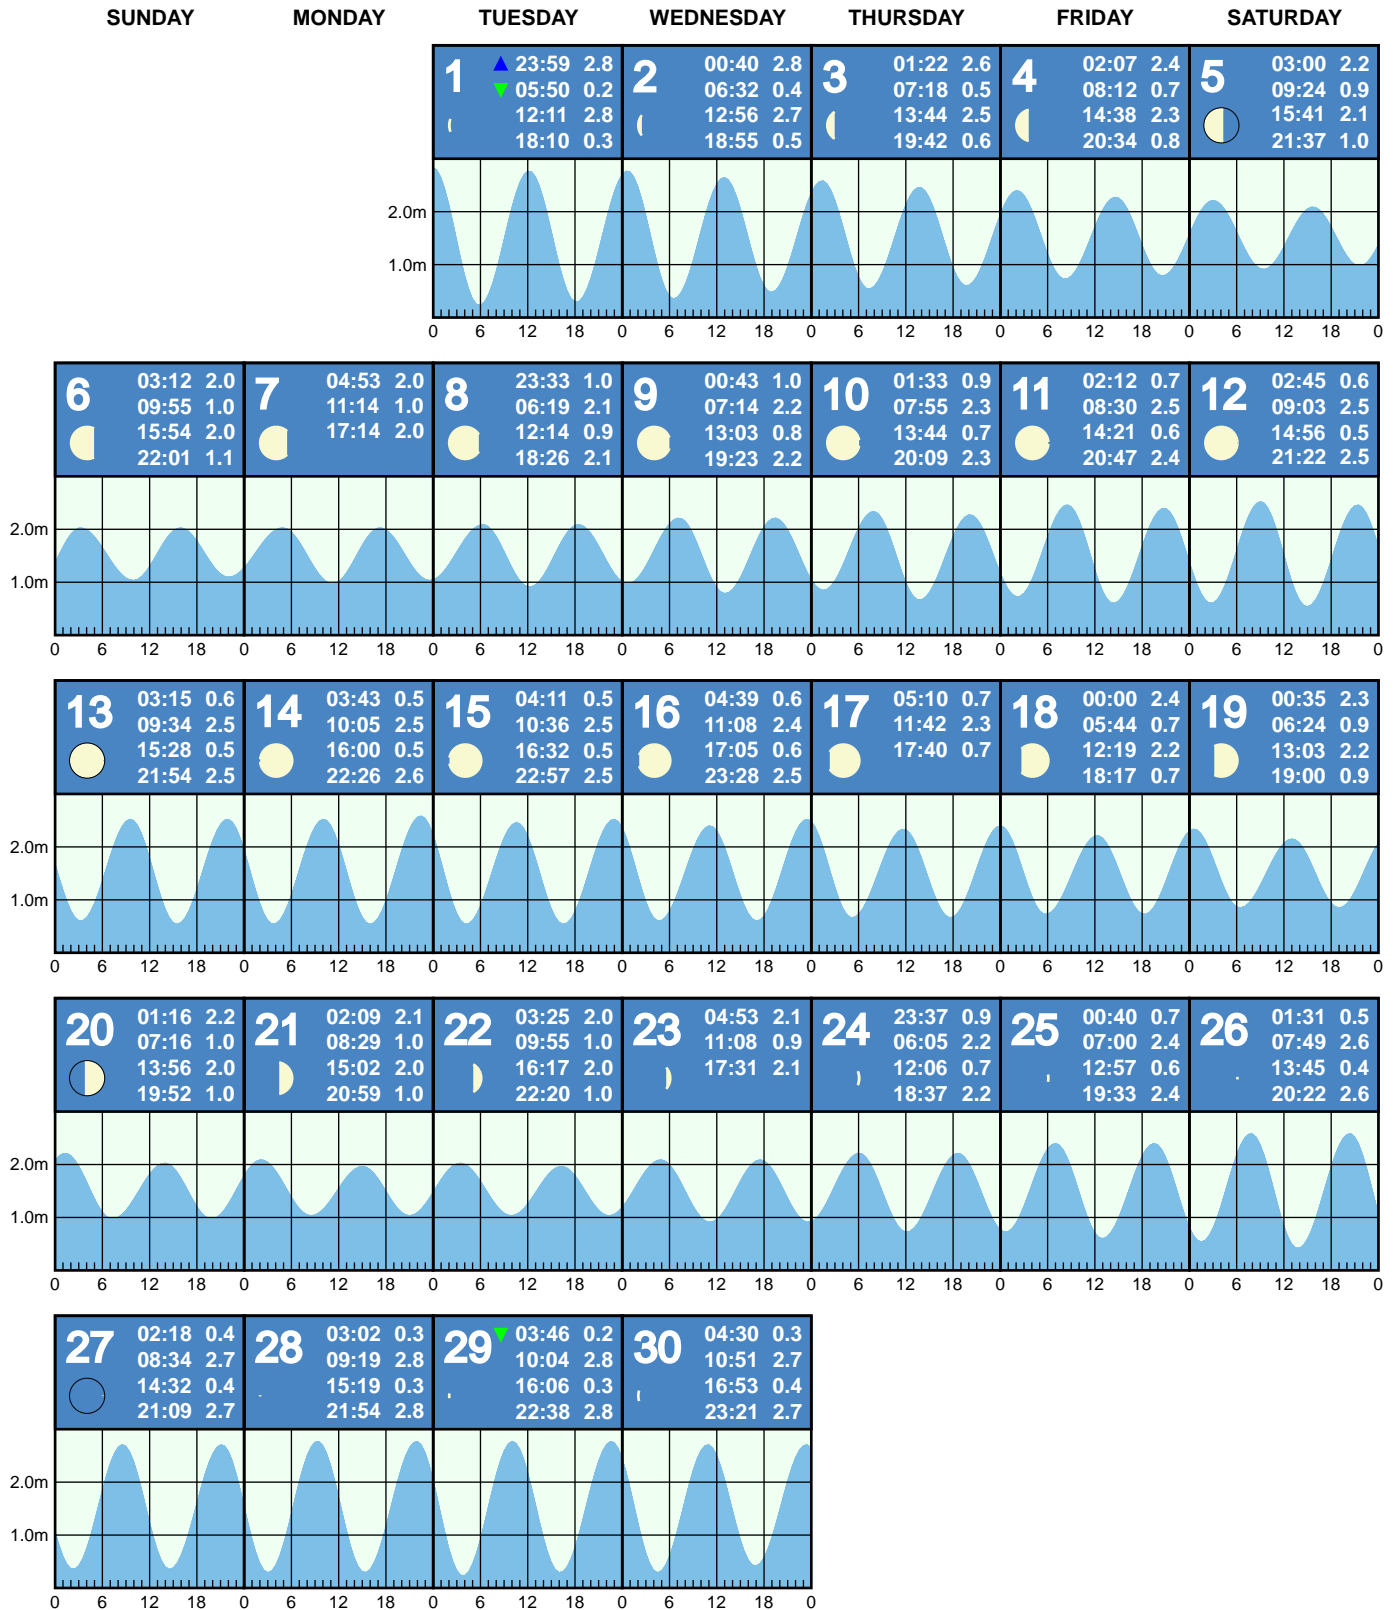 SUNDAY MONDAY TUESDAY WEDNESDAY THURSDAY FRIDAY SATURDAY
1 23:59 2.8
05:50 0.2
12:11 2.8
18:10 0.3
2 00:40 2.8
06:32 0.4
12:56 2.7
18:55 0.5
3 01:22 2.6
07:18 0.5
13:44 2.5
19:42 0.6
4 02:07 2.4
08:12 0.7
14:38 2.3
20:34 0.8
5 03:00 2.2
09:24 0.9
15:41 2.1
21:37 1.0
2.0m
1.0m
0 6 12 18 0 6 12 18 0 6 12 18 0 6 12 18 0 6 12 18 0
6 03:12 2.0
09:55 1.0
15:54 2.0
22:01 1.1
7 04:53 2.0
11:14 1.0
17:14 2.0
8 23:33 1.0
06:19 2.1
12:14 0.9
18:26 2.1
9 00:43 1.0
07:14 2.2
13:03 0.8
19:23 2.2
10 01:33 0.9
07:55 2.3
13:44 0.7
20:09 2.3
11 02:12 0.7
08:30 2.5
14:21 0.6
20:47 2.4
12 02:45 0.6
09:03 2.5
14:56 0.5
21:22 2.5
2.0m
1.0m
0 6 12 18 0 6 12 18 0 6 12 18 0 6 12 18 0 6 12 18 0 6 12 18 0 6 12 18 0
13 03:15 0.6
09:34 2.5
15:28 0.5
21:54 2.5
14 03:43 0.5
10:05 2.5
16:00 0.5
22:26 2.6
15 04:11 0.5
10:36 2.5
16:32 0.5
22:57 2.5
16 04:39 0.6
11:08 2.4
17:05 0.6
23:28 2.5
17 05:10 0.7
11:42 2.3
17:40 0.7
18 00:00 2.4
05:44 0.7
12:19 2.2
18:17 0.7
19 00:35 2.3
06:24 0.9
13:03 2.2
19:00 0.9
2.0m
1.0m
0 6 12 18 0 6 12 18 0 6 12 18 0 6 12 18 0 6 12 18 0 6 12 18 0 6 12 18 0
20 01:16 2.2
07:16 1.0
13:56 2.0
19:52 1.0
21 02:09 2.1
08:29 1.0
15:02 2.0
20:59 1.0
22 03:25 2.0
09:55 1.0
16:17 2.0
22:20 1.0
23 04:53 2.1
11:08 0.9
17:31 2.1
24 23:37 0.9
06:05 2.2
12:06 0.7
18:37 2.2
25 00:40 0.7
07:00 2.4
12:57 0.6
19:33 2.4
26 01:31 0.5
07:49 2.6
13:45 0.4
20:22 2.6
2.0m
1.0m
0 6 12 18 0 6 12 18 0 6 12 18 0 6 12 18 0 6 12 18 0 6 12 18 0 6 12 18 0
27 02:18 0.4
08:34 2.7
14:32 0.4
21:09 2.7
28 03:02 0.3
09:19 2.8
15:19 0.3
21:54 2.8
29 03:46 0.2
10:04 2.8
16:06 0.3
22:38 2.8
30 04:30 0.3
10:51 2.7
16:53 0.4
23:21 2.7
2.0m
1.0m
0 6 12 18 0 6 12 18 0 6 12 18 0 6 12 18 0